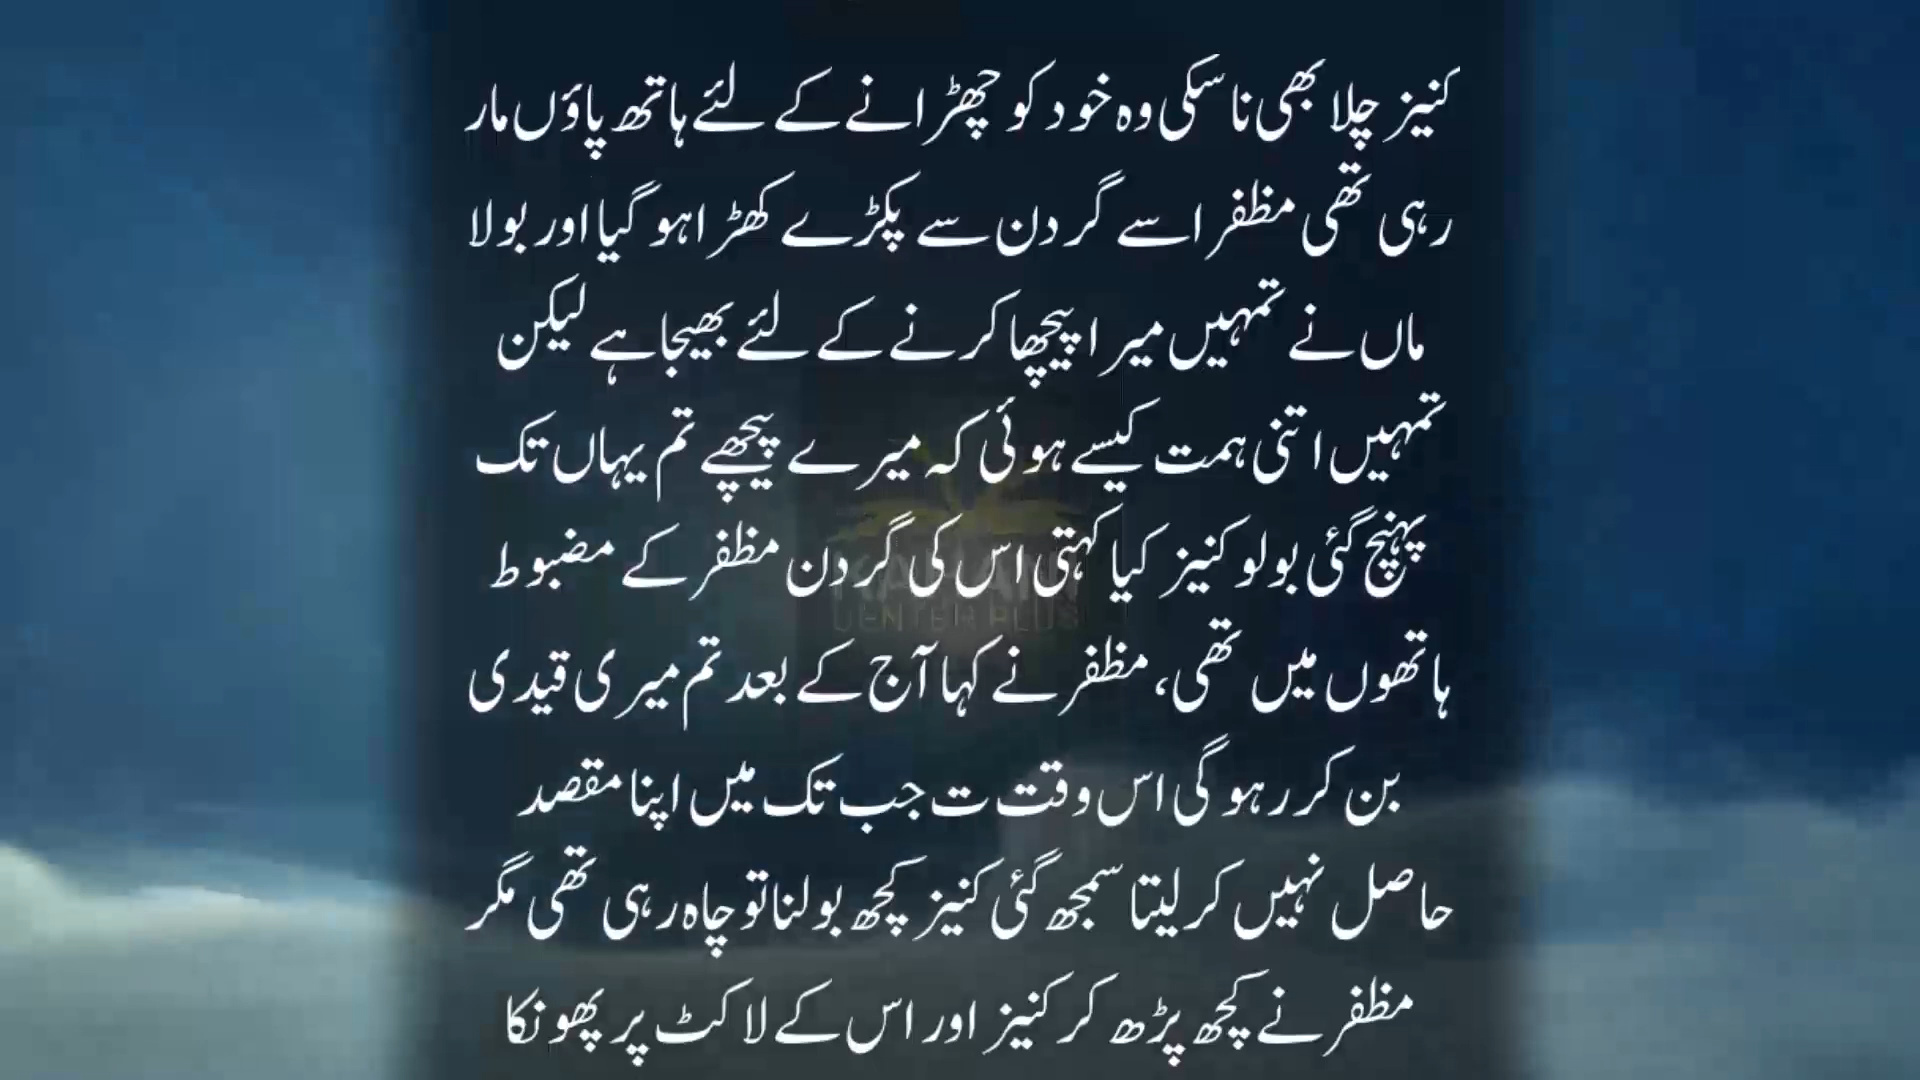 کنیز چلا بھی نا سکی وہ خود کو چھڑانے کے لئے ہاتھ پاؤں مار
رہی تھی مظفر اسے گردن سے پکڑے کھڑا ہو گیا اور بولا
ماں نے تمہیں میرا پیچھا کرنے کے لئے بھیجا ہے لیکن
تمہیں اتنی ہمت کیسے ہوئی کہ میرے پیچھے تم یہاں تک
پہنچ گئی بولو کنیز کیا کہتی اس کی گردن مظفر کے مضبوط
ہاتھوں میں تھی، مظفر نے کہا آج کے بعد تم میری قیدی
بن کر رہو گی اس وقت ت جب تک میں اپنا مقصد
حاصل نہیں کر لیتا سمجھ گئی کنیز کچھ بولنا تو چاہ رہی تھی مگر
مظفر نے کچھ پڑھ کر کنیز اور اس کے لاکٹ پر پھونکا
CENTER PLUS